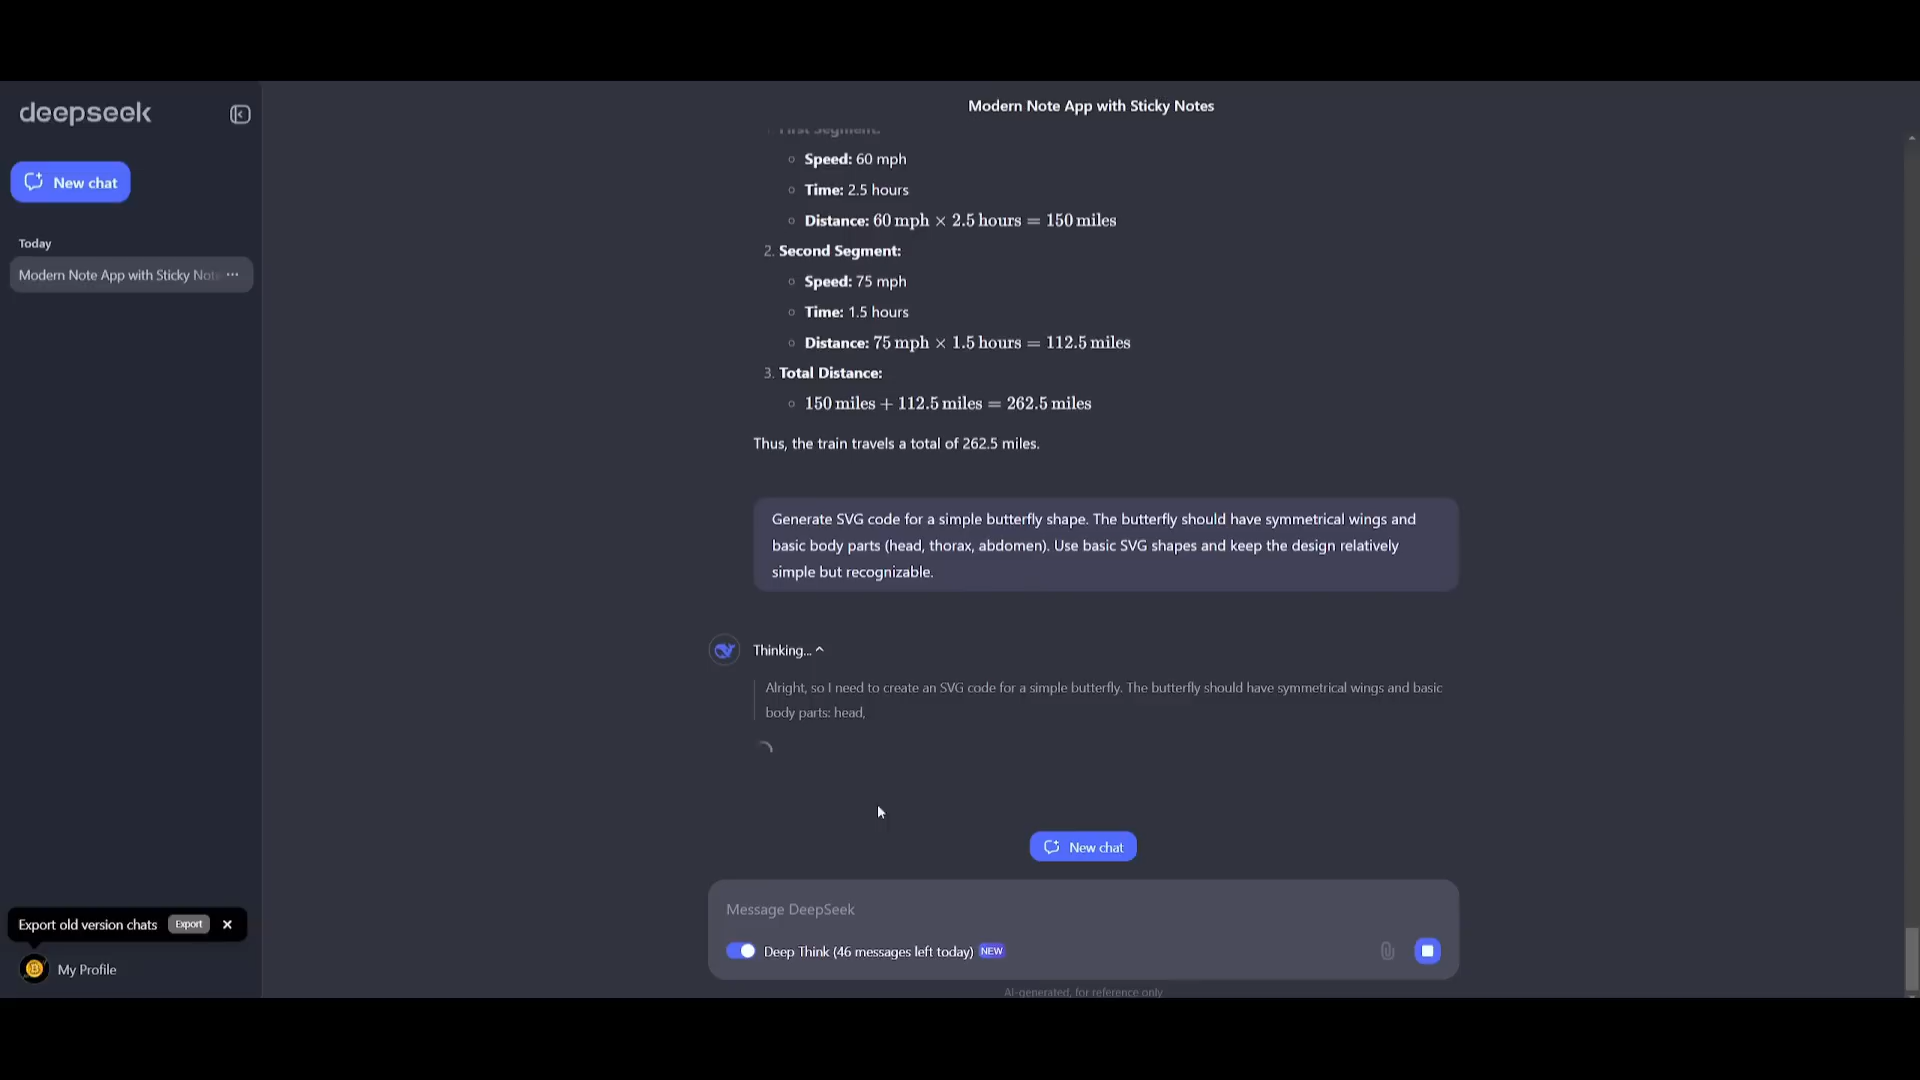 deepseek
New chat
Today
Modern Note App with Sticky Not
Export old version chats Export
My Profile
Modern Note App with Sticky Notes
First Segment:
Speed: 60 mph
Time: 2.5 hours
Distance: 60 mph × 2.5 hours = 150 miles
2. Second Segment:
Speed: 75 mph
Time: 1.5 hours
Distance: 75 mph × 1.5 hours = 112.5 miles
3. Total Distance:
150 miles + 112.5 miles = 262.5 miles
Thus, the train travels a total of 262.5 miles.
Generate SVG code for a simple butterfly shape. The butterfly should have symmetrical wings and
basic body parts (head, thorax, abdomen). Use basic SVG shapes and keep the design relatively
simple but recognizable.
Thinking...
Alright, so I need to create an SVG code for a simple butterfly. The butterfly should have symmetrical wings and basic
body parts: head,
New chat
Message DeepSeek
Deep Think (46 messages left today) NEW
AI-generated, for reference only